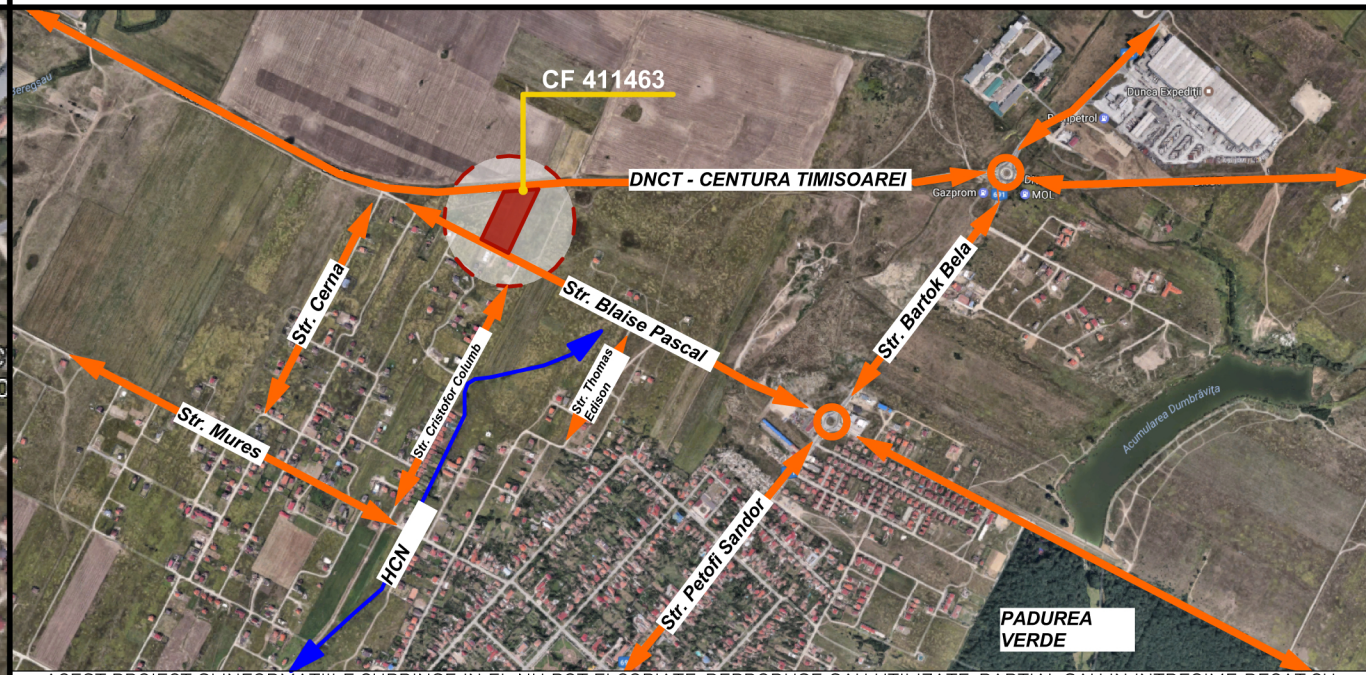 CF 411463
Dunca Expediții
DNCT - CENTURA TIMISOAREI
Gazprom
691
MOL
Str. Cerna
Str. Blaise Pascal
Str. Bartok Bela
Str. Cristofor Columb
Str. Thomas
Edison
Str. Mures
Acumularea Dumbrăvița
HCN
Str. Petofi Sandor
PADUREA
VERDE